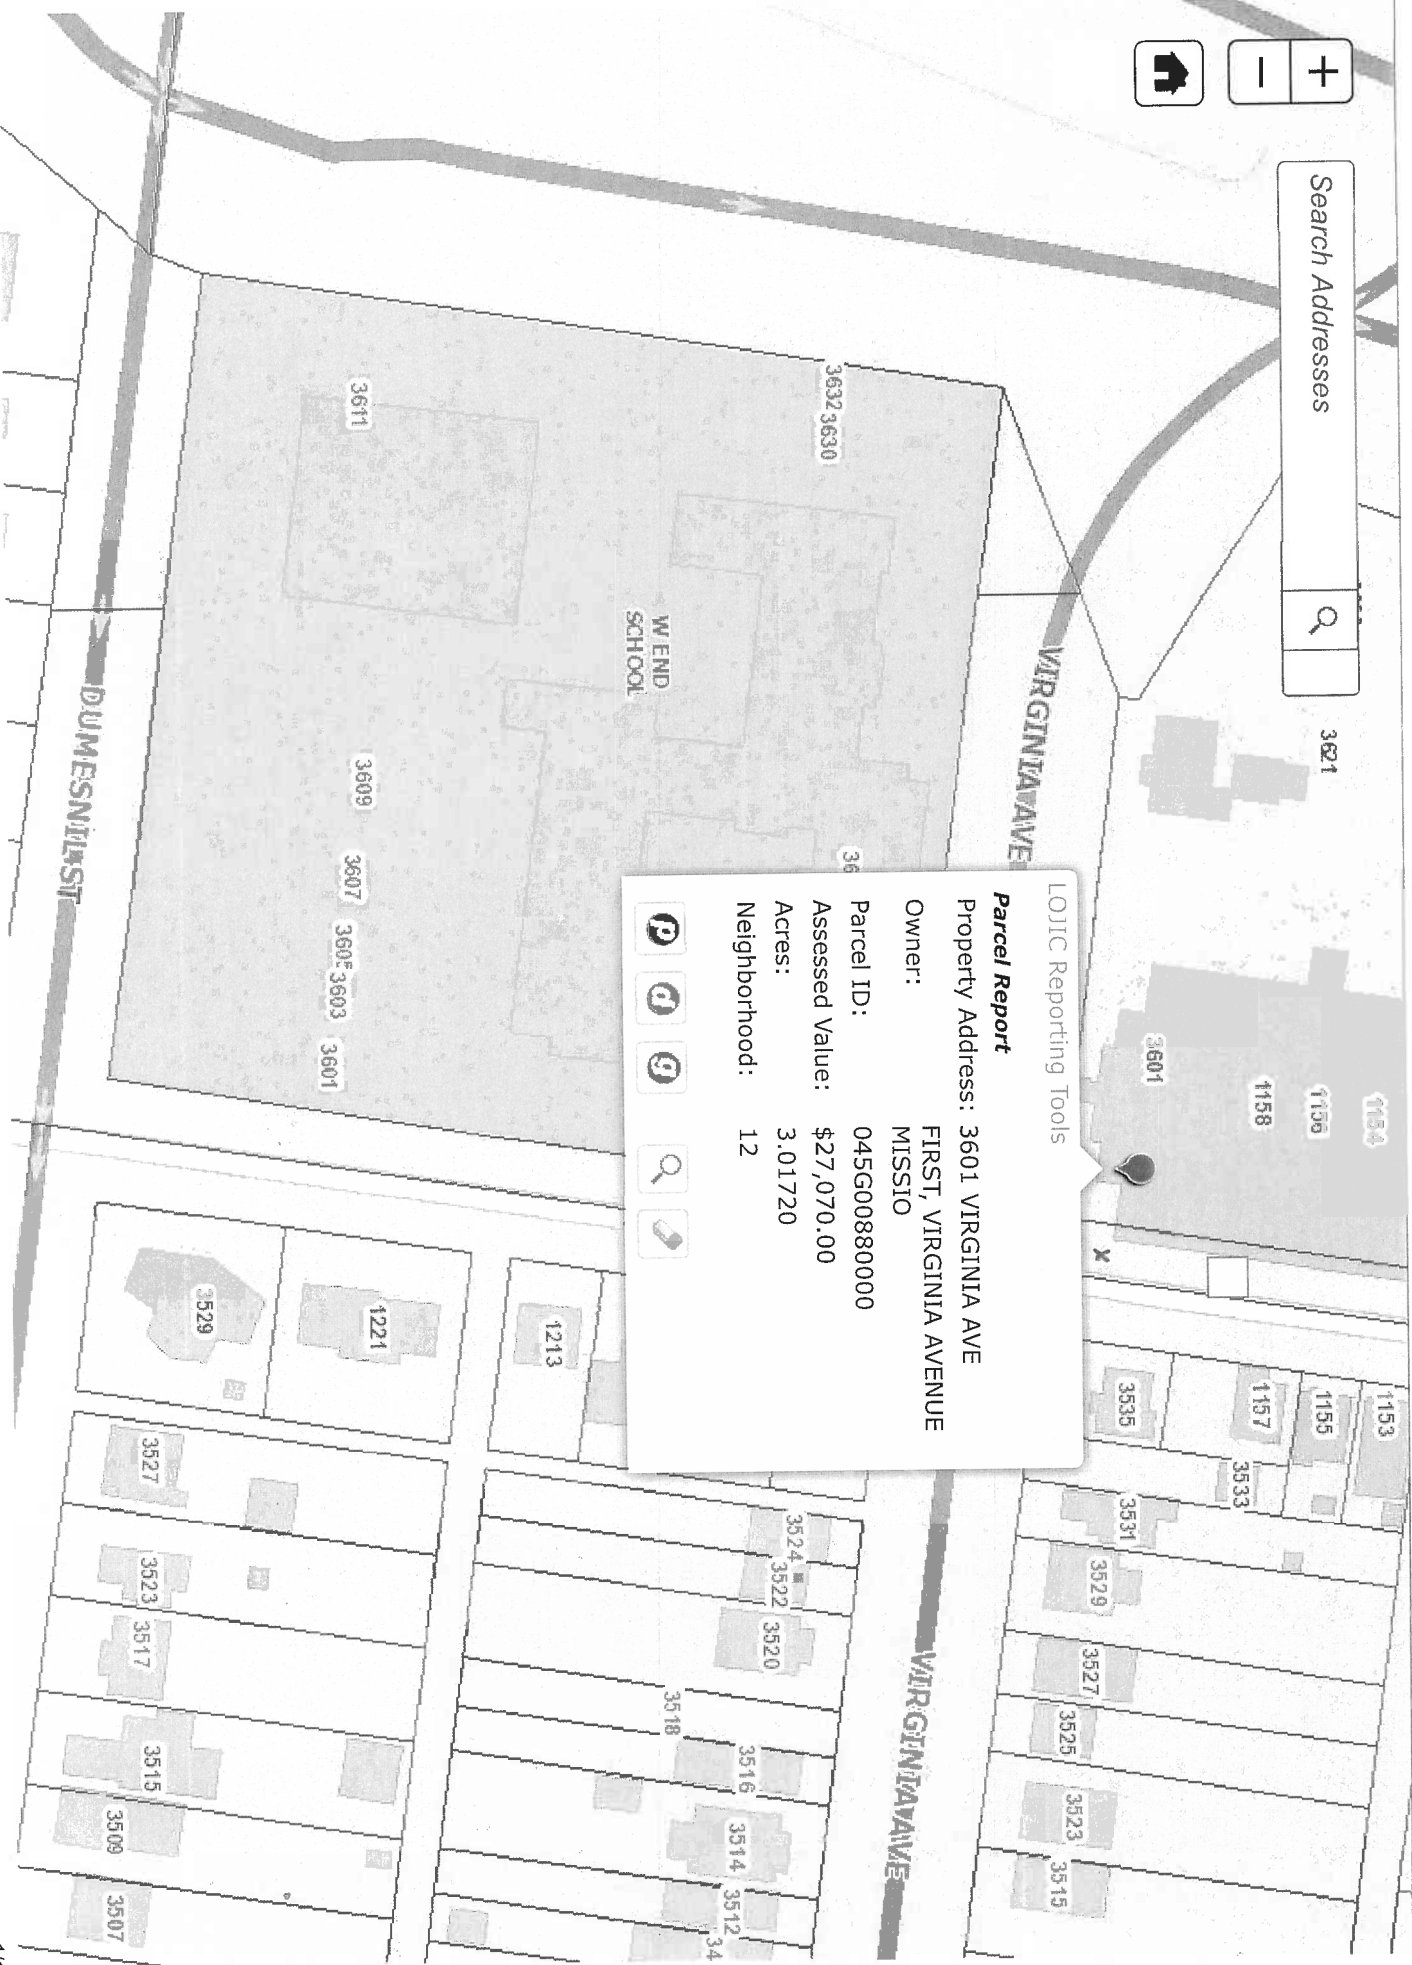 +
−
Search Addresses
3621
1154
1156
1158
3601
1153
1155
1157
3533
3535
3531
3529
3527
3525
3523
3515
VIRGINIA AVE
VIRGINIA AVE
LOJIC Reporting Tools
x
Parcel Report
Property Address: 3601 VIRGINIA AVE
Owner: FIRST, VIRGINIA AVENUE
MISSIO
Parcel ID: 045G00880000
Assessed Value: $27,070.00
Acres: 3.01720
Neighborhood: 12
p d g
3632 3630
36
W END
SCHOOL
3611
3609
3607
3605 3603
3601
3524
3522
3520
3518
3516
3514
3512
34
1213
1221
3529
3527
3523
3517
3515
3509
3507
DUMESNIL ST